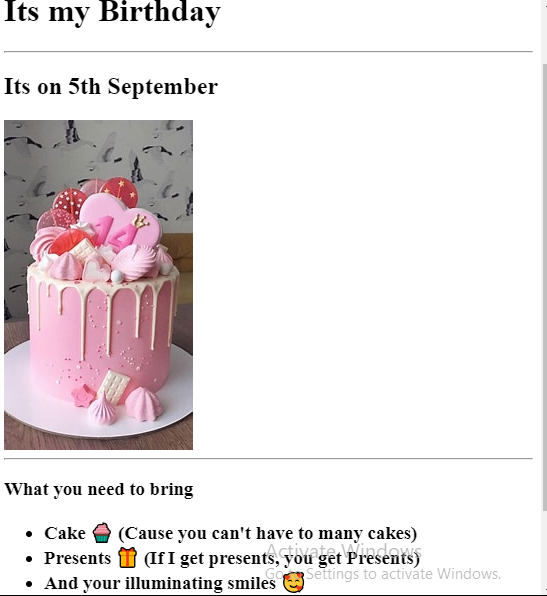 Its my Birthday
Its on 5th September
14
What you need to bring
Cake 🧁 (Cause you can't have to many cakes)
Presents 🎁 (If I get presents, you get Presents)
And your illuminating smiles 🥰
Activate Windows
Go to Settings to activate Windows.